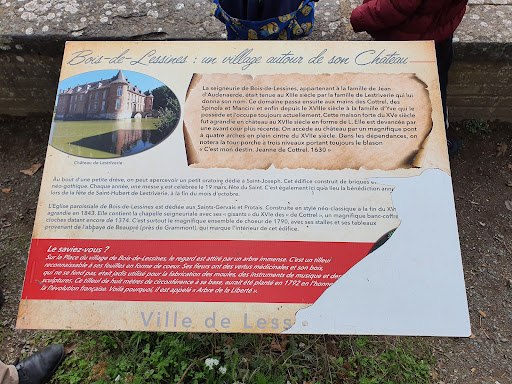 Bois-de-Lessines : un village autour de son Château
La seigneurie de Bois-de-Lessines, appartenant à la famille de Jean
d'Audenaerde, était tenue au XIIe siècle par la famille de Lestriverie qui lui
donna son nom. Ce domaine passa ensuite aux mains des Cottrel, des
Spinola et Mancini et enfin depuis le XVIIIe siècle à la famille d'
qui le
possède et l'occupe toujours actuellement. Cette maison forte du XVe siècle
fut agrandie en château au XVIIe siècle en forme de L. Elle est devancée par
une avant cour plus récente. On accède au château par un magnifique pont
à quatre arches en plein cintre du XVIIe siècle. Dans les dépendances, on
notera la tour-porche à trois niveaux portant toujours le blason
« C'est mon destin. Jeanne de Cottrel. 1630 »
Château de Lestriverie
Au bout d'une petite drève, on peut apercevoir un petit oratoire dédié à Saint-Joseph. Cet édifice construit de briques
néo-gothique. Chaque année, une messe y est célébrée le 19 mars, fête du Saint. C'est également ici qu'a lieu la bénédiction
lors de la fête de Saint-Hubert de Lestriverie, à la fin du mois d'octobre.
L'Eglise paroissiale de Bois-de-Lessines est dédiée aux Saints-Gervais et Protais. Construite en style néo-classique à la fin du
agrandie en 1843. Elle contient la chapelle seigneuriale avec ses « gisants » du XVIe des « de Cottrel », un magnifique banc-coffre
cloches datant encore de 1374. C'est surtout le magnifique ensemble de chœur de 1790, avec ses stalles et ses tableaux
provenant de l'abbaye de Beaupré (près de Grammont), qui marque l'intérieur de cet édifice.
Le saviez-vous ?
Sur la Place du village de Bois-de-Lessines, le regard est attiré par un arbre immense. C'est un tilleul
reconnaissable à ses feuilles en forme de coeur. Ses fleurs ont des vertus médicinales et son bois,
qui ne se fend pas, était jadis utilisé pour la fabrication des moules, des instruments de musique et des
sculptures. Ce tilleul de huit mètres de circonférence à sa base, aurait été planté en 1792 en l'honneur
la Révolution française. Voilà pourquoi, il est appelé « Arbre de la Liberté ».
Ville de Less